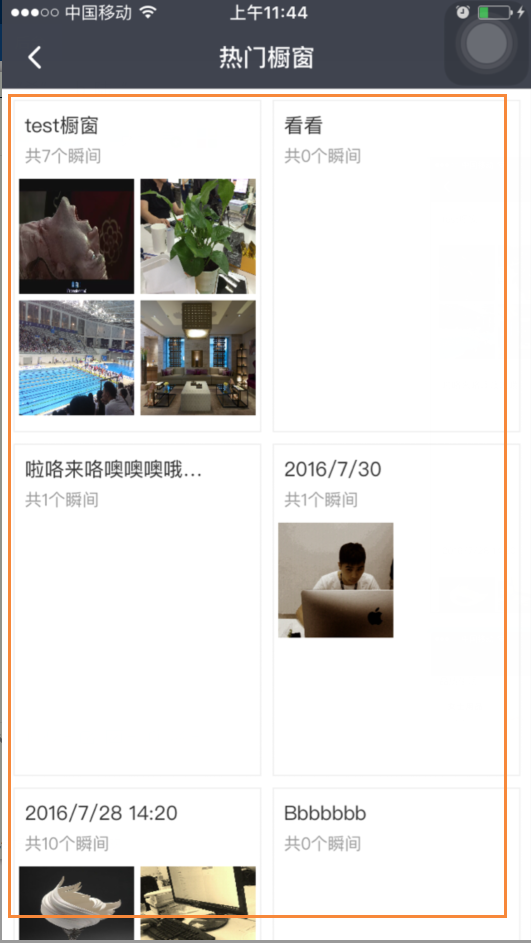 中国移动
上午11:44
热门橱窗
test橱窗
共7个瞬间
看看
共0个瞬间
啦咯来咯噢噢噢哦...
共1个瞬间
2016/7/30
共1个瞬间
2016/7/28 14:20
共10个瞬间
Bbbbbbb
共0个瞬间